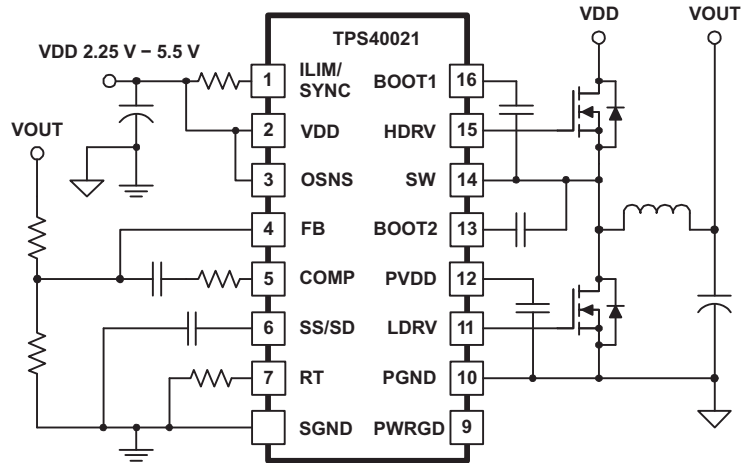 TPS40021
VDD 2.25 V – 5.5 V
VOUT
1 ILIM/
SYNC
2 VDD
3 OSNS
4 FB
5 COMP
6 SS/SD
7 RT
SGND
BOOT1 16
HDRV 15
SW 14
BOOT2 13
PVDD 12
LDRV 11
PGND 10
PWRGD 9
VDD
VOUT